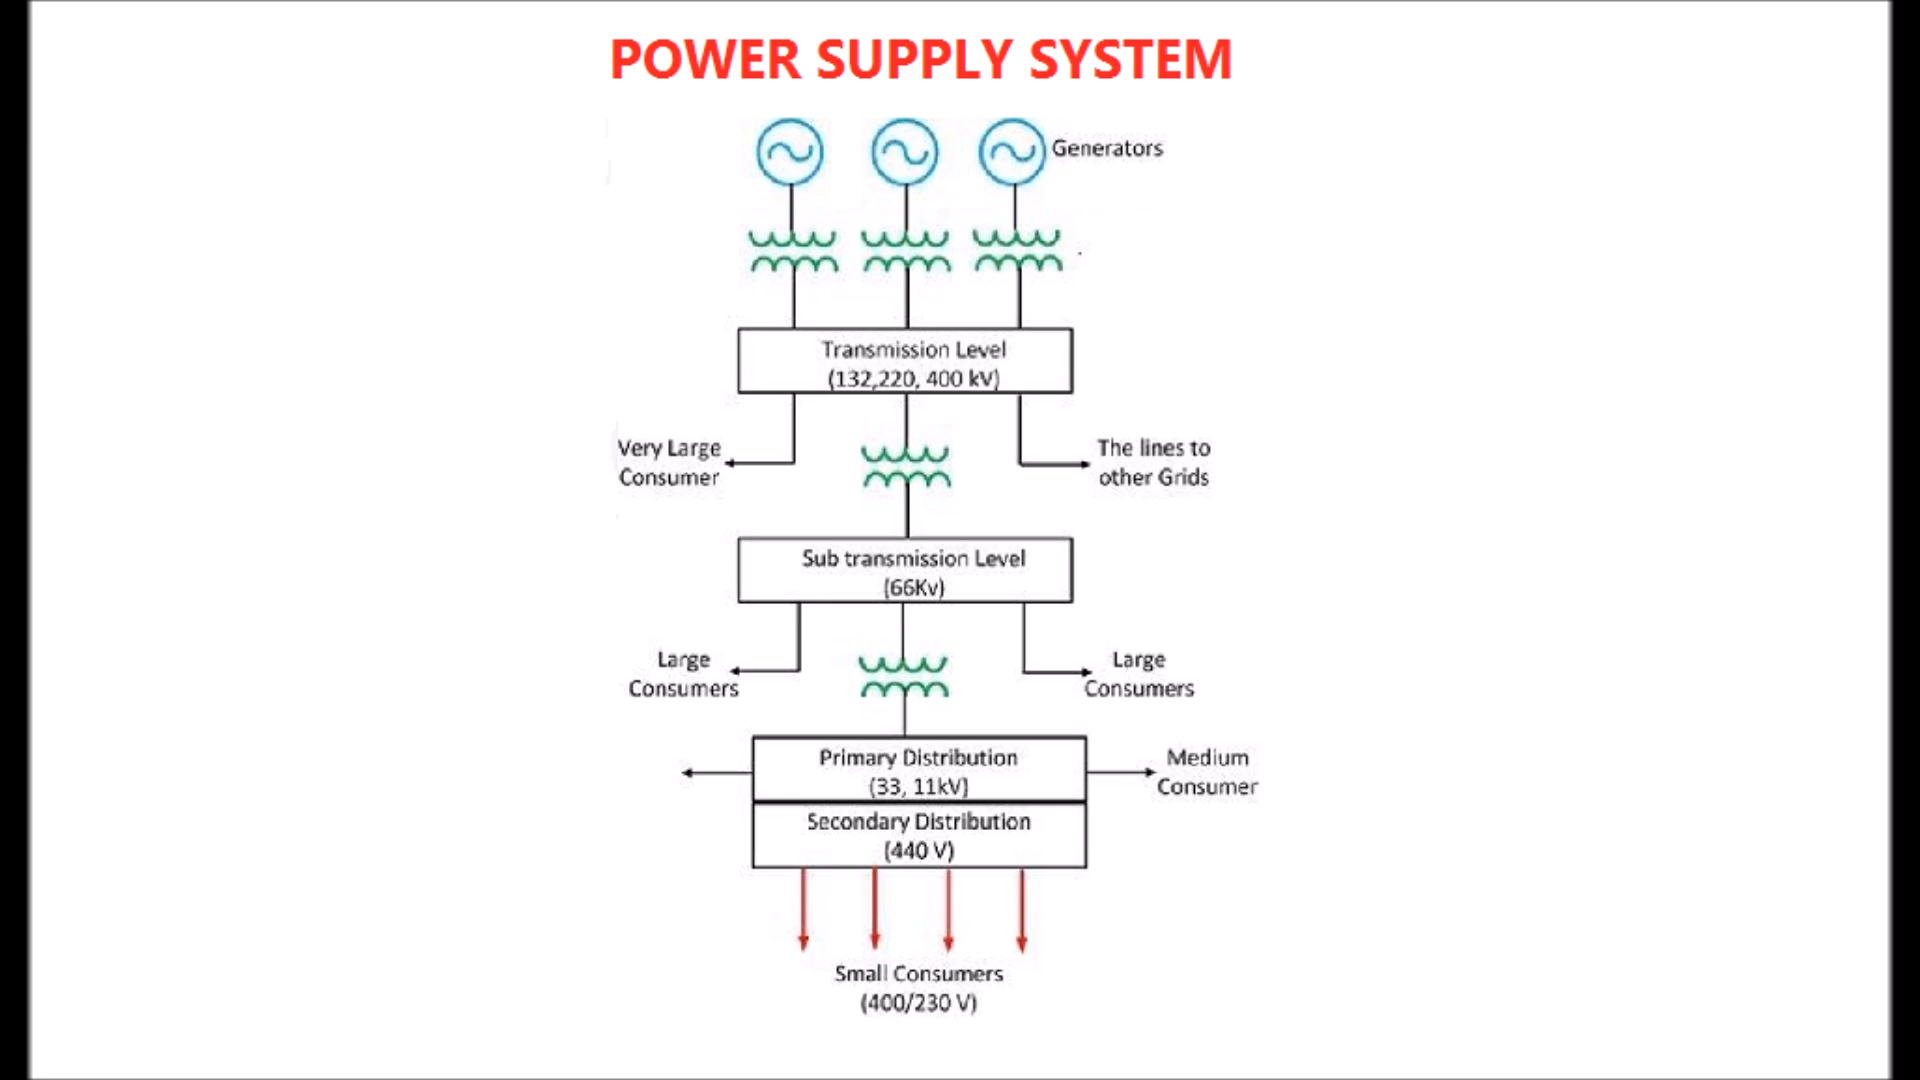 POWER SUPPLY SYSTEM
Generators
Transmission Level
(132,220, 400 kV)
Very Large
Consumer
The lines to
other Grids
Sub transmission Level
(66Kv)
Large
Consumers
Large
Consumers
Primary Distribution
(33, 11kV)
Medium
Consumer
Secondary Distribution
(440 V)
Small Consumers
(400/230 V)